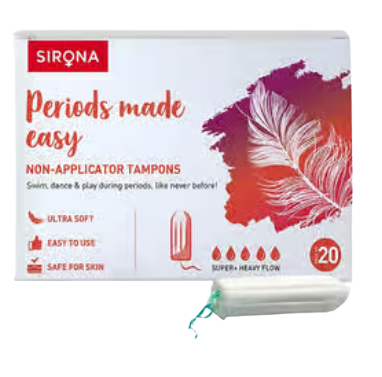 SIRONA
Periods made
easy
NON-APPLICATOR TAMPONS
Swim, dance & play during periods, like never before!
ULTRA SOFT
EASY TO USE
SAFE FOR SKIN
SUPER+ HEAVY FLOW
20